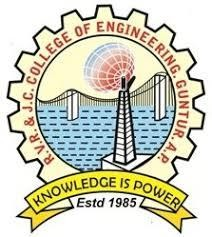 R.V.R. & J.C. COLLEGE OF ENGINEERING, GUNTUR. A.P.
KNOWLEDGE IS POWER
Estd 1985